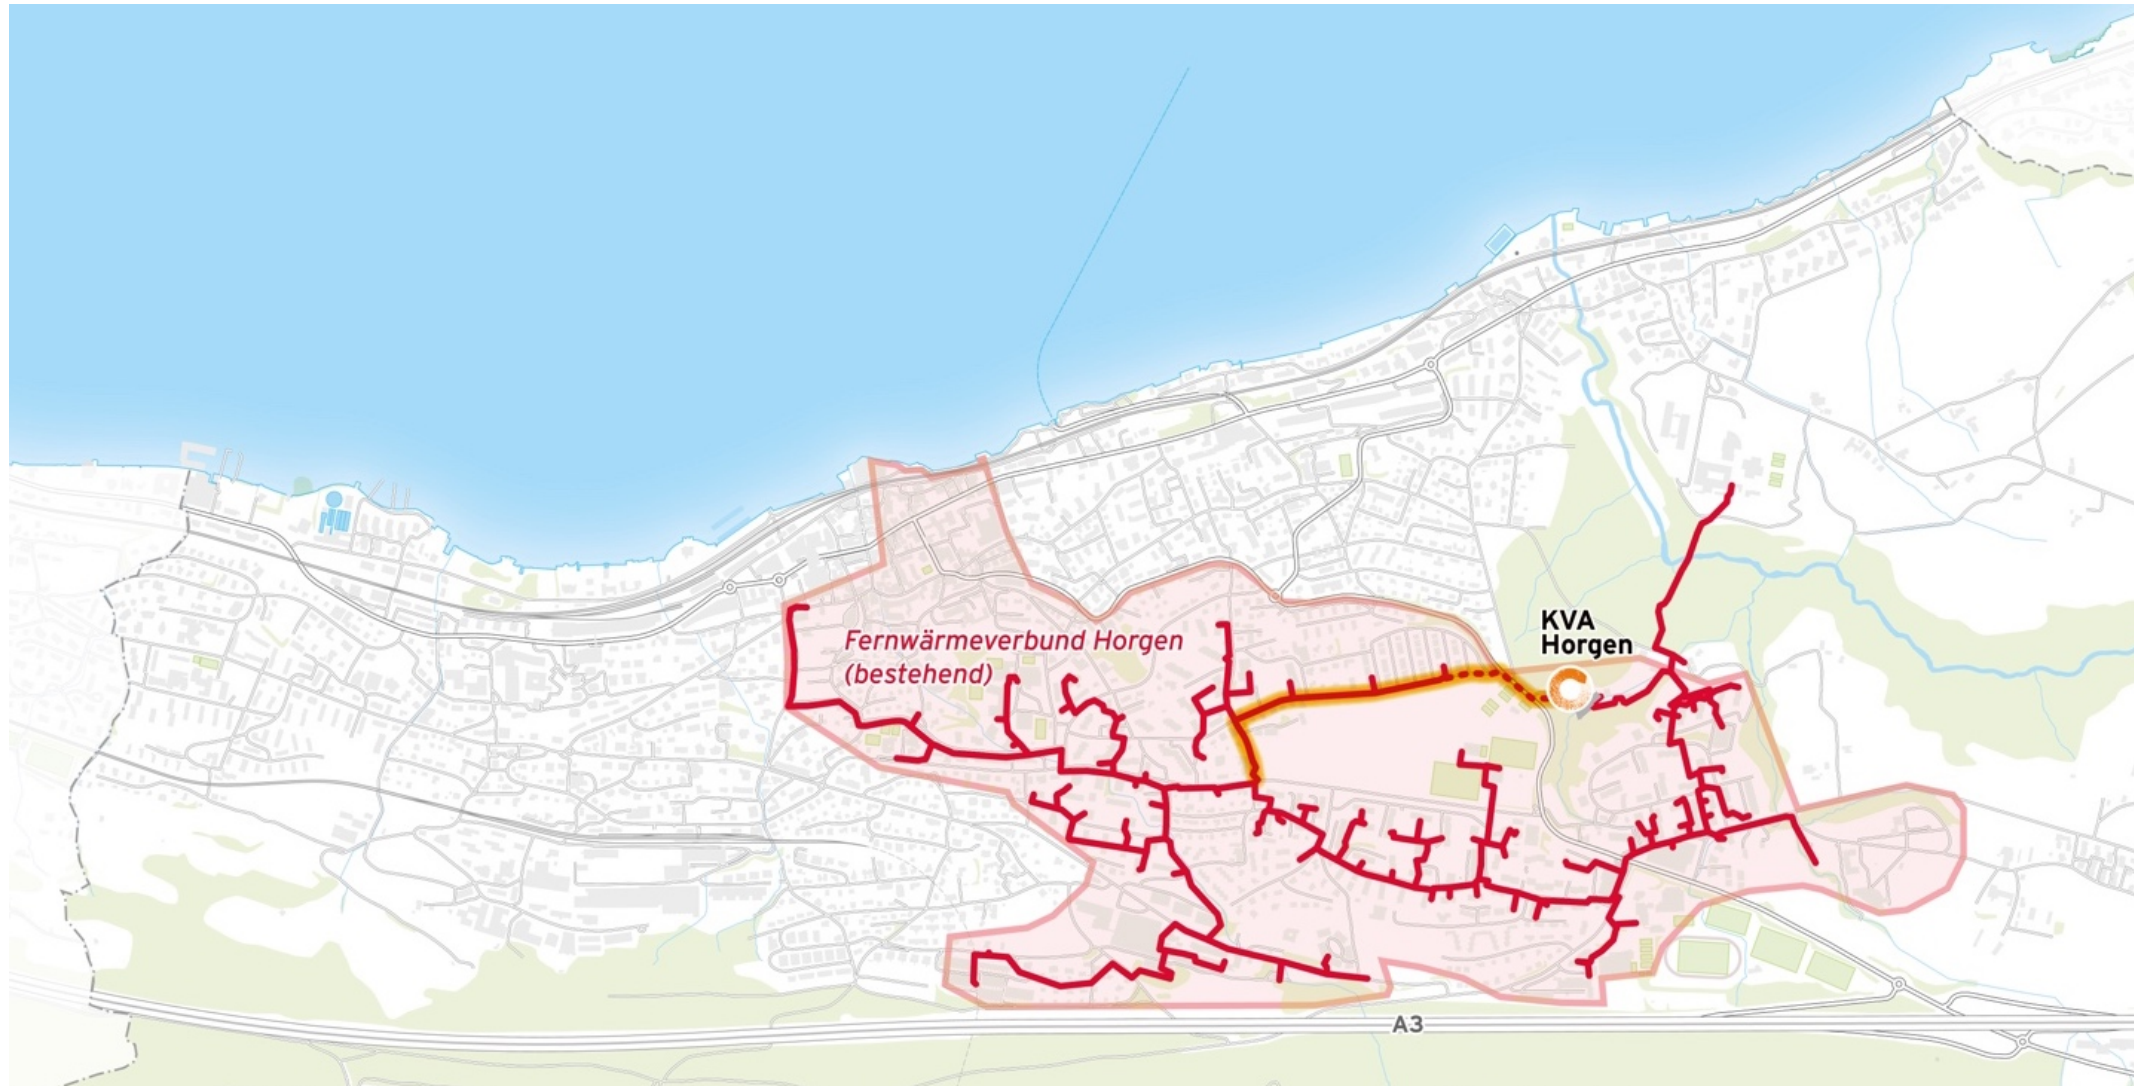 KVA
Horgen
Fernwärmeverbund Horgen
(bestehend)
A3